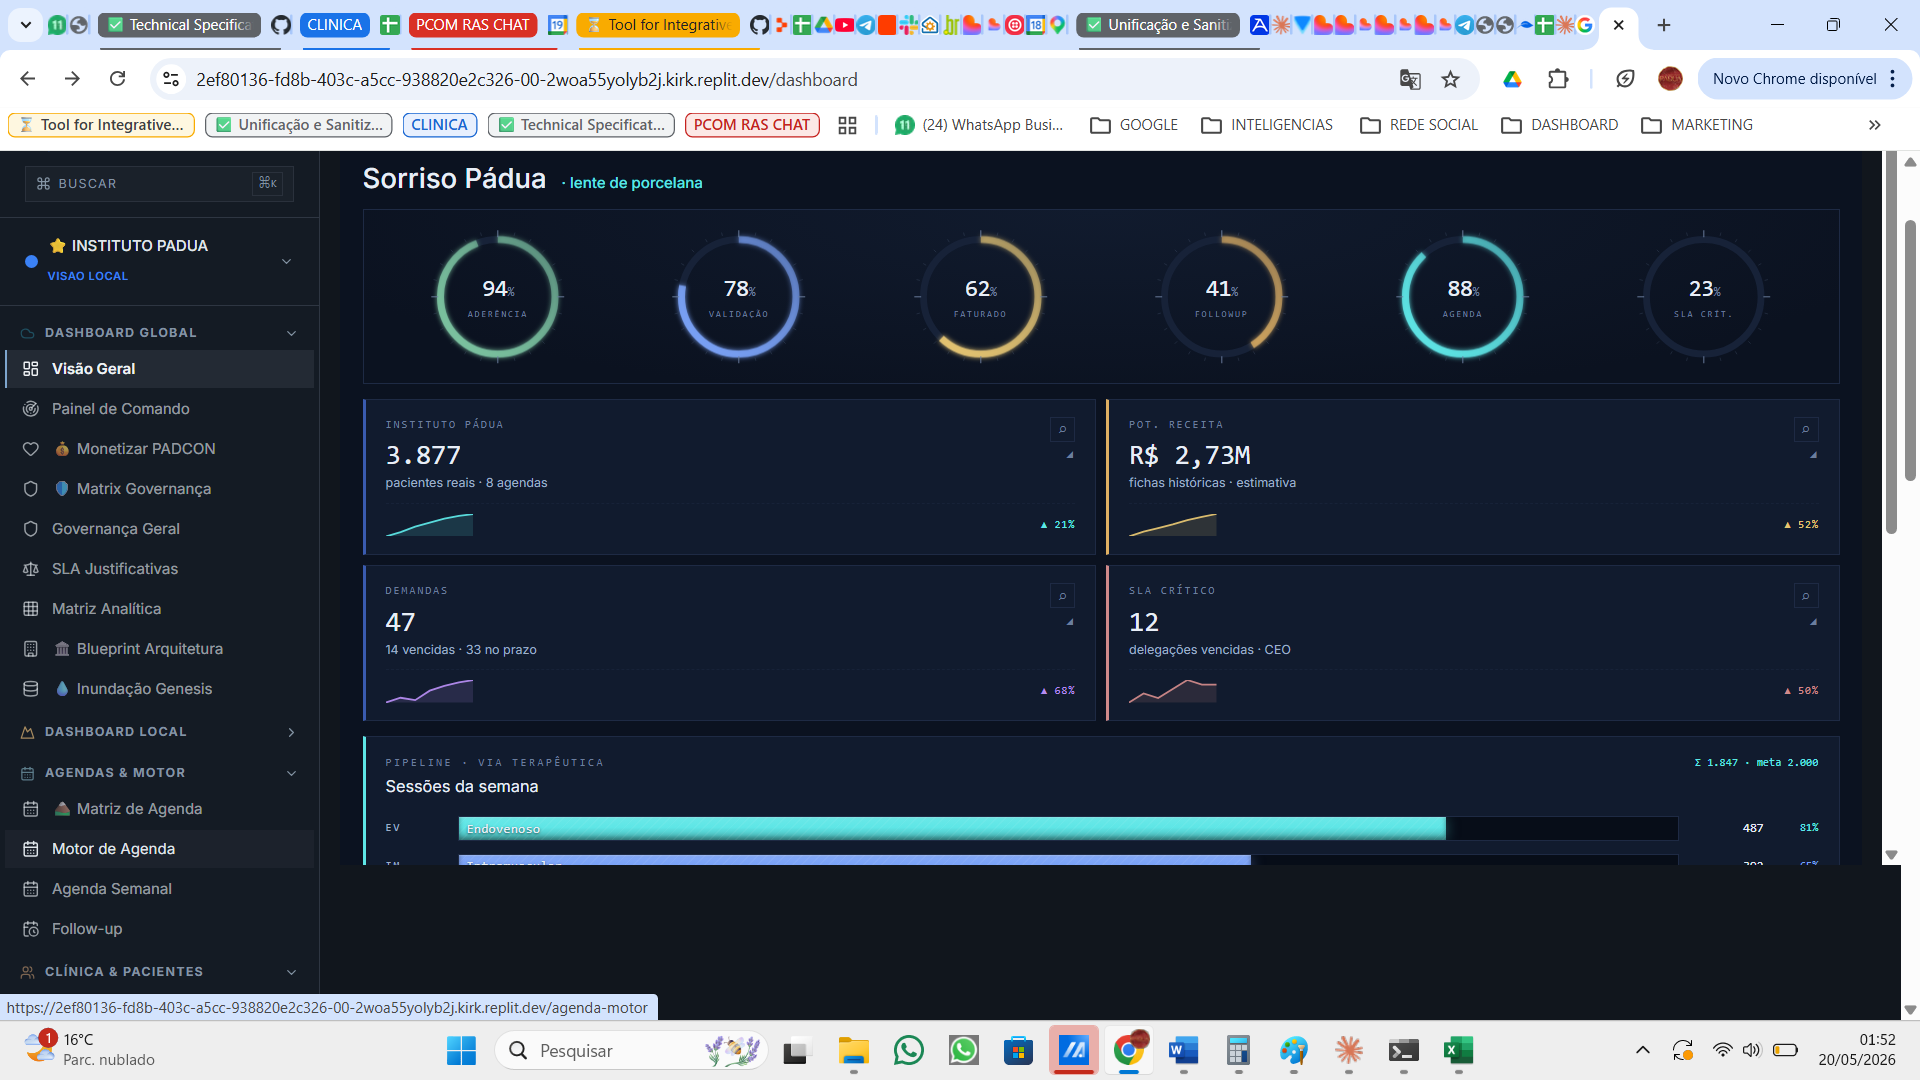 Technical Specifica
CLINICA
PCOM RAS CHAT
Tool for Integrative
Unificação e Saniti
2ef80136-fd8b-403c-a5cc-938820e2c326-00-2woa55yolyb2j.kirk.replit.dev/dashboard
Novo Chrome disponível
Tool for Integrative...
Unificação e Sanitiz...
CLINICA
Technical Specificat...
PCOM RAS CHAT
(24) WhatsApp Busi...
GOOGLE
INTELIGENCIAS
REDE SOCIAL
DASHBOARD
MARKETING
BUSCAR
⌘K
INSTITUTO PADUA
VISAO LOCAL
DASHBOARD GLOBAL
Visão Geral
Painel de Comando
Monetizar PADCON
Matrix Governança
Governança Geral
SLA Justificativas
Matriz Analítica
Blueprint Arquitetura
Inundação Genesis
DASHBOARD LOCAL
AGENDAS & MOTOR
Matriz de Agenda
Motor de Agenda
Agenda Semanal
Follow-up
CLÍNICA & PACIENTES
Sorriso Pádua · lente de porcelana
94%
ADERÊNCIA
78%
VALIDAÇÃO
62%
FATURADO
41%
FOLLOWUP
88%
AGENDA
23%
SLA CRÍT.
INSTITUTO PÁDUA
3.877
pacientes reais · 8 agendas
▲ 21%
POT. RECEITA
R$ 2,73M
fichas históricas · estimativa
▲ 52%
DEMANDAS
47
14 vencidas · 33 no prazo
▲ 68%
SLA CRÍTICO
12
delegações vencidas · CEO
▲ 50%
PIPELINE · VIA TERAPÊUTICA
Σ 1.847 · meta 2.000
Sessões da semana
EV
Endovenoso
487
81%
https://2ef80136-fd8b-403c-a5cc-938820e2c326-00-2woa55yolyb2j.kirk.replit.dev/agenda-motor
1
16°C
Parc. nublado
Pesquisar
01:52
20/05/2026